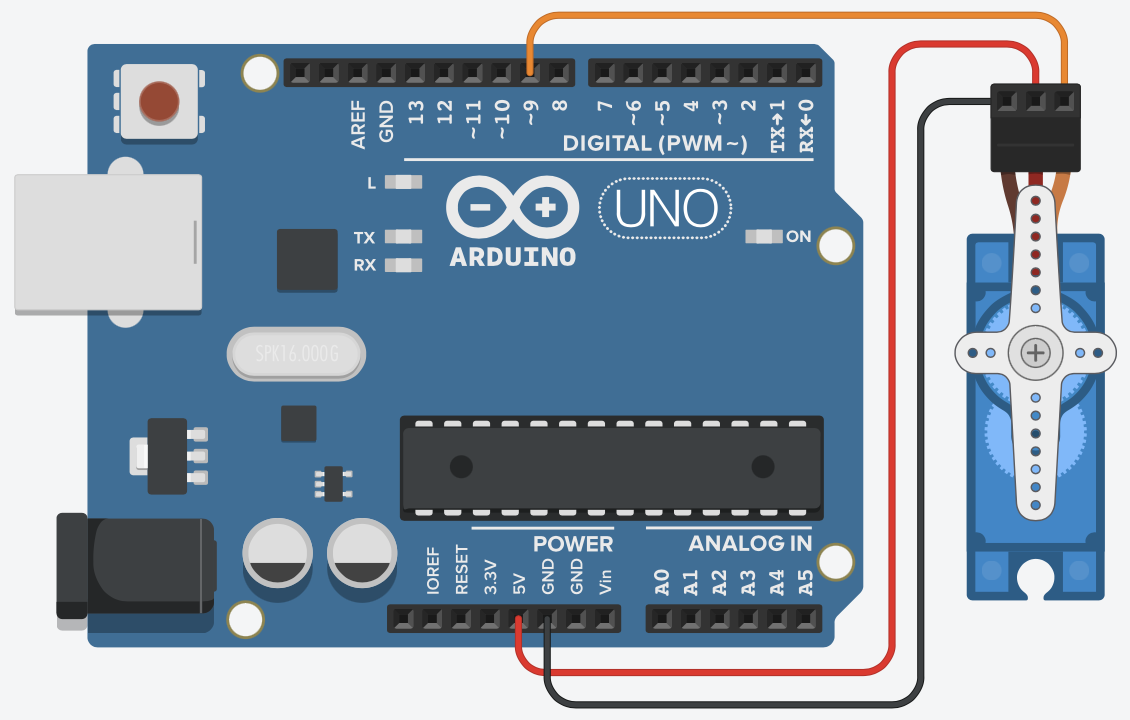 AREF GND 13 12 ~11 ~10 ~9 8 7 ~6 ~5 4 ~3 2 TX→1 RX←0
DIGITAL (PWM~)
L
TX
RX
ARDUINO
UNO
ON
SPKT6.000G
POWER
ANALOG IN
IOREF RESET 3.3V 5V GND GND Vin A0 A1 A2 A3 A4 A5